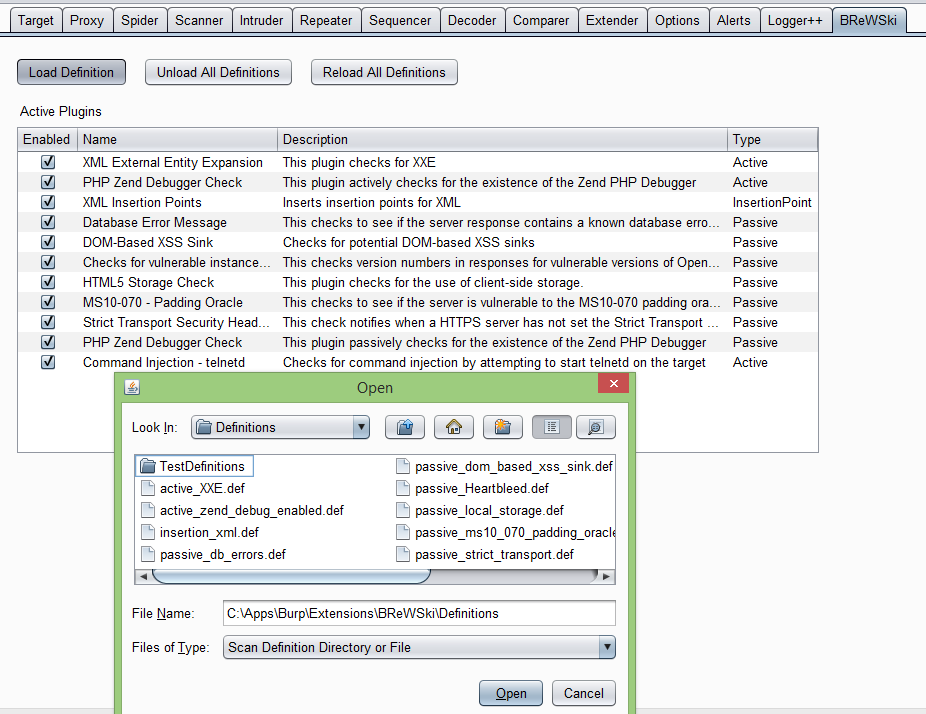 Target Proxy Spider Scanner Intruder Repeater Sequencer Decoder Comparer Extender Options Alerts Logger++ BReWSki
Load Definition Unload All Definitions Reload All Definitions
Active Plugins
Enabled Name Description Type
XML External Entity Expansion This plugin checks for XXE Active
PHP Zend Debugger Check This plugin actively checks for the existence of the Zend PHP Debugger Active
XML Insertion Points Inserts insertion points for XML InsertionPoint
Database Error Message This checks to see if the server response contains a known database erro... Passive
DOM-Based XSS Sink Checks for potential DOM-based XSS sinks Passive
Checks for vulnerable instance... This checks version numbers in responses for vulnerable versions of Open... Passive
HTML5 Storage Check This plugin checks for the use of client-side storage. Passive
MS10-070 - Padding Oracle This checks to see if the server is vulnerable to the MS10-070 padding ora... Passive
Strict Transport Security Head... This check notifies when a HTTPS server has not set the Strict Transport ... Passive
PHP Zend Debugger Check This plugin passively checks for the existence of the Zend PHP Debugger Passive
Command Injection - telnetd Checks for command injection by attempting to start telnetd on the target Active
Open
Look In: Definitions
TestDefinitions passive_dom_based_xss_sink.def
active_XXE.def passive_Heartbleed.def
active_zend_debug_enabled.def passive_local_storage.def
insertion_xml.def passive_ms10_070_padding_oracle
passive_db_errors.def passive_strict_transport.def
File Name: C:\Apps\Burp\Extensions\BReWSki\Definitions
Files of Type: Scan Definition Directory or File
Open Cancel